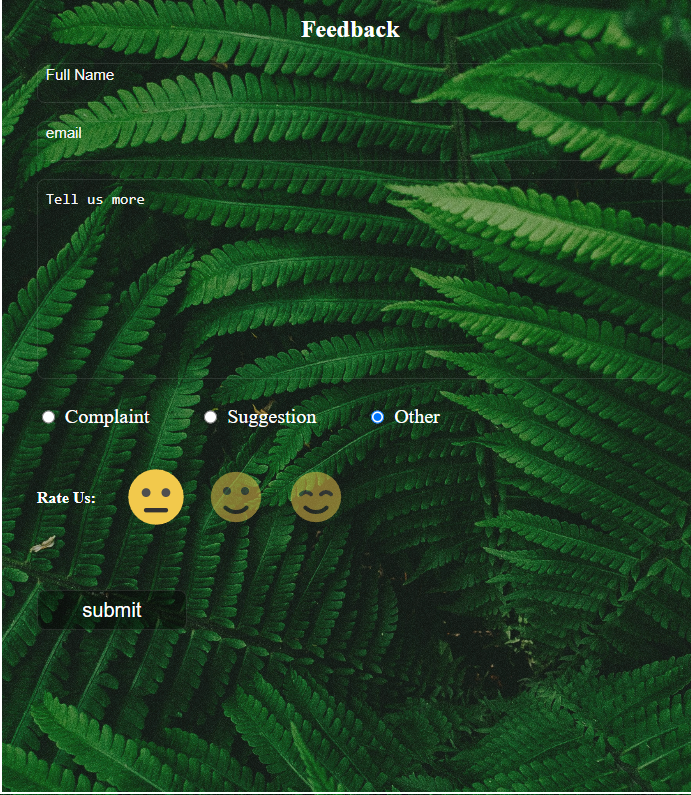 Feedback
Full Name
email
Tell us more
Complaint Suggestion Other
Rate Us:
submit